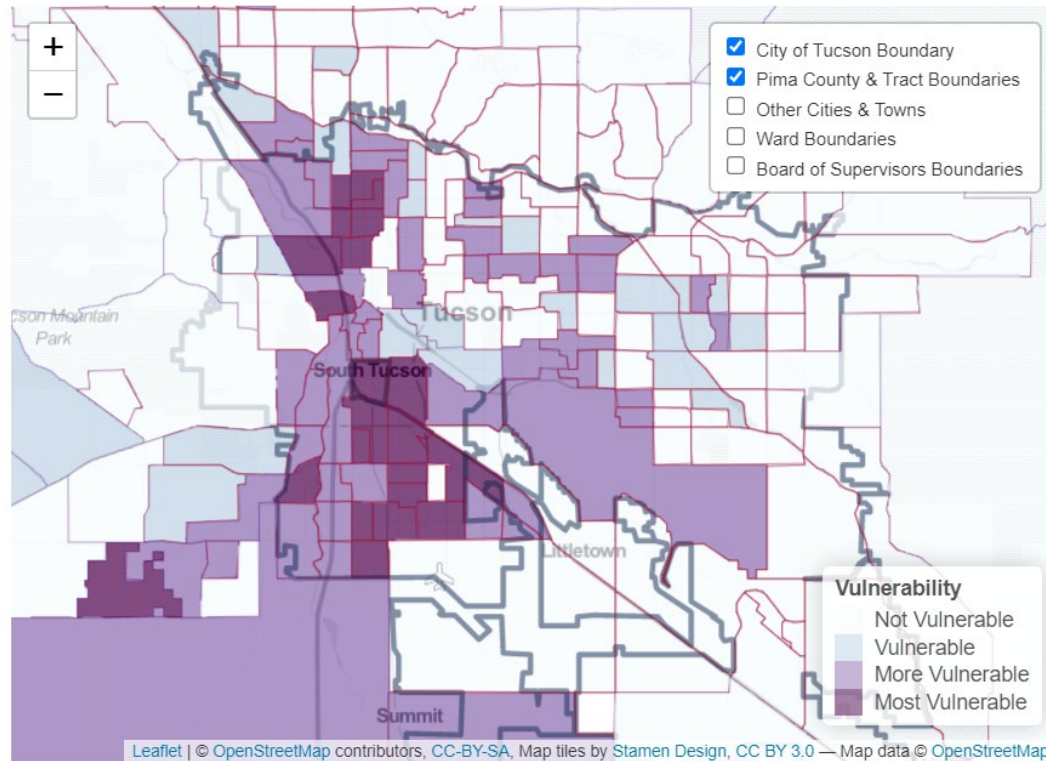 +
−
City of Tucson Boundary
Pima County & Tract Boundaries
Other Cities & Towns
Ward Boundaries
Board of Supervisors Boundaries
Mountain
Park
Tucson
South Tucson
Littletown
Summit
Vulnerability
Not Vulnerable
Vulnerable
More Vulnerable
Most Vulnerable
Leaflet | © OpenStreetMap contributors, CC-BY-SA, Map tiles by Stamen Design, CC BY 3.0 — Map data © OpenStreetMap